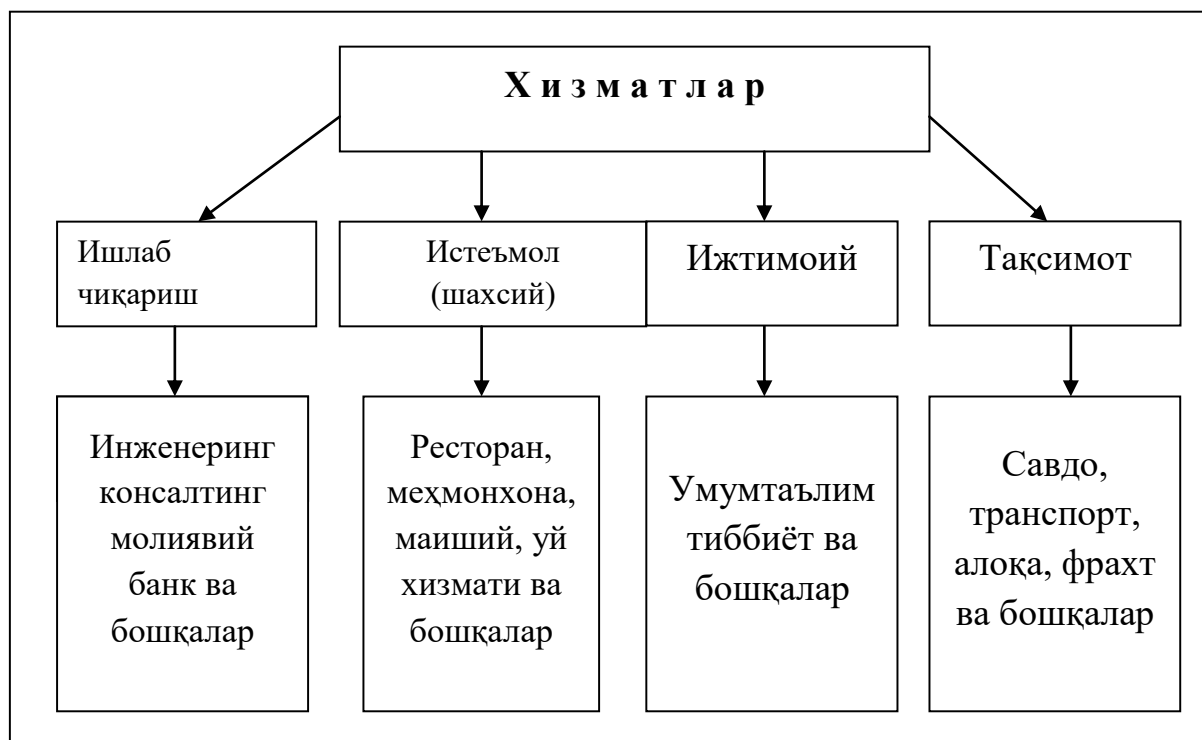 Х и з м а т л а р
Ишлаб
чиқариш
Истеъмол
(шахсий)
Ижтимоий
Тақсимот
Инженеринг
консалтинг
молиявий
банк ва
бошқалар
Ресторан,
меҳмонхона,
маиший, уй
хизмати ва
бошқалар
Умумтаълим
тиббиёт ва
бошқалар
Савдо,
транспорт,
алоқа, фрахт
ва бошқалар